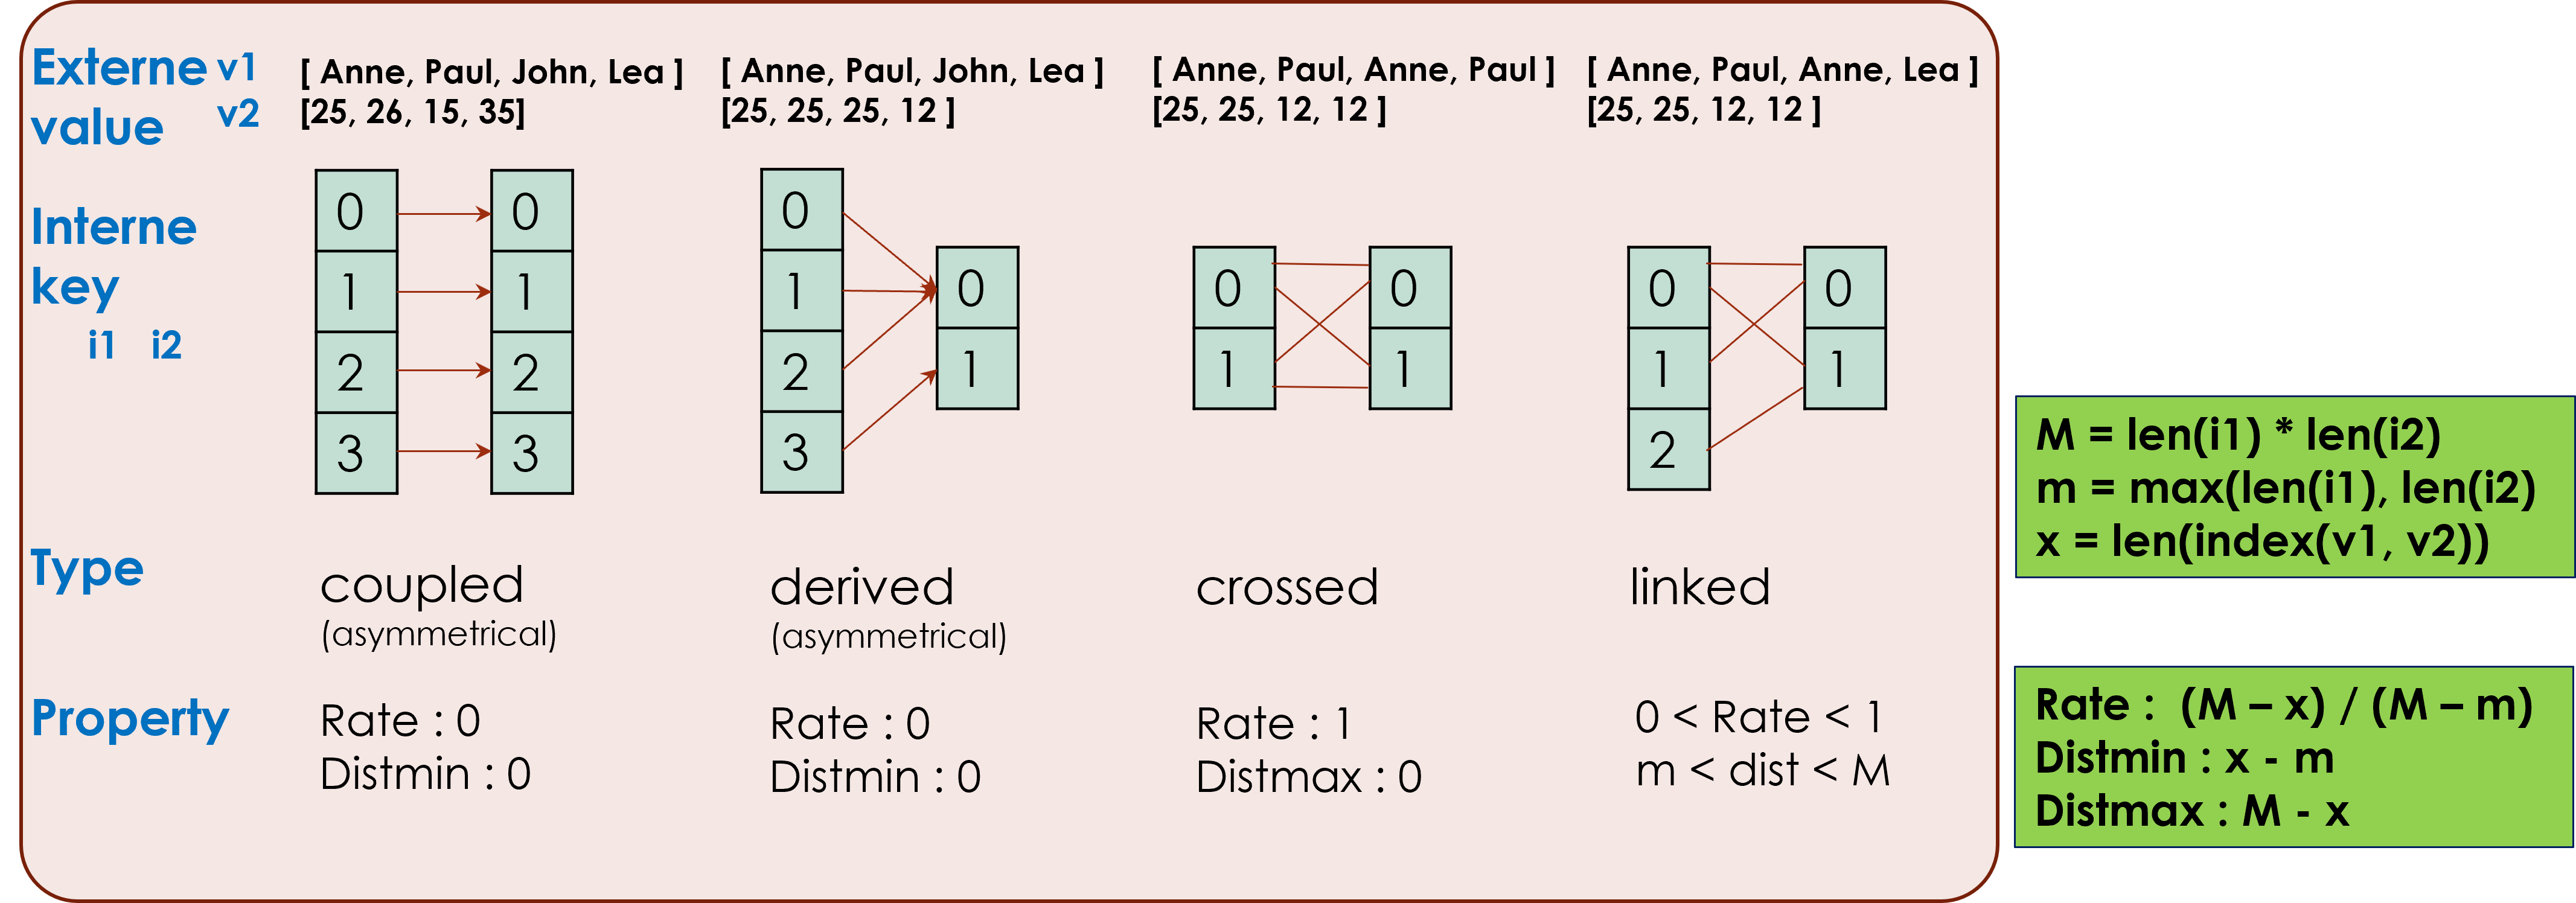 Externe v1
value v2
[ Anne, Paul, John, Lea ]
[25, 26, 15, 35]
[ Anne, Paul, John, Lea ]
[25, 25, 25, 12 ]
[ Anne, Paul, Anne, Paul ]
[25, 25, 12, 12 ]
[ Anne, Paul, Anne, Lea ]
[25, 25, 12, 12 ]
Interne
key
i1 i2
0 0
1 1
2 2
3 3
0
1
2
3
0
1
0 0
1 1
0 0
1 1
2
Type
coupled
(asymmetrical)
derived
(asymmetrical)
crossed
linked
Property
Rate : 0
Distmin : 0
Rate : 0
Distmin : 0
Rate : 1
Distmax : 0
0 < Rate < 1
m < dist < M
M = len(i1) * len(i2)
m = max(len(i1), len(i2)
x = len(index(v1, v2))
Rate : (M – x) / (M – m)
Distmin : x - m
Distmax : M - x